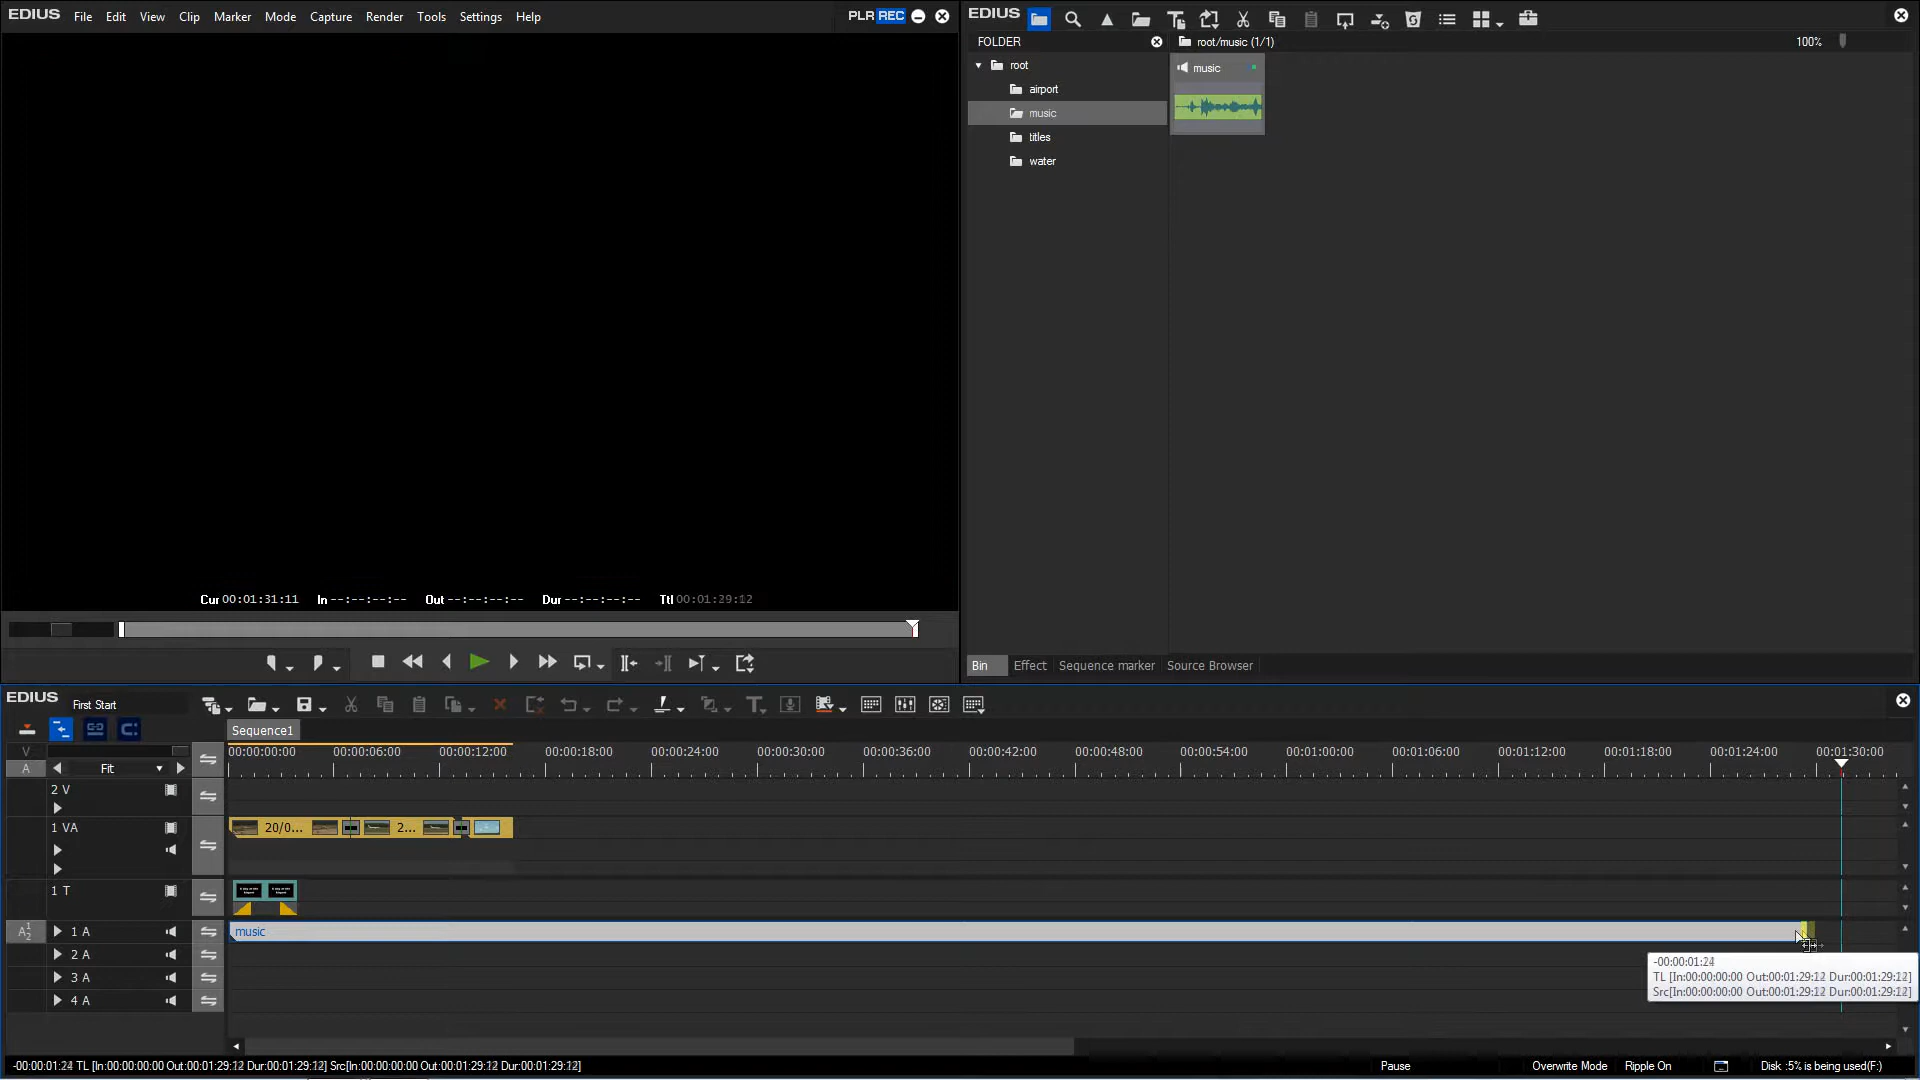 EDIUS File Edit View Clip Marker Mode Capture Render Tools Settings Help PLR REC
EDIUS
FOLDER
root/music (1/1)
100%
root
airport
music
titles
water
music
Cur 00:01:31:11 In --:--:--:-- Out --:--:--:-- Dur --:--:--:-- Ttl 00:01:29:12
Bin Effect Sequence marker Source Browser
EDIUS First Start
Sequence1
V
A
Fit
00:00:00:00 00:00:06:00 00:00:12:00 00:00:18:00 00:00:24:00 00:00:30:00 00:00:36:00 00:00:42:00 00:00:48:00 00:00:54:00 00:01:00:00 00:01:06:00 00:01:12:00 00:01:18:00 00:01:24:00 00:01:30:00
2 V
1 VA
20/0... 2...
1 T
A 1 2
1 A
music
2 A
3 A
4 A
-00:00:01:24
TL [In:00:00:00:00 Out:00:01:29:12 Dur:00:01:29:12]
Src[In:00:00:00:00 Out:00:01:29:12 Dur:00:01:29:12]
-00:00:01:24 TL [In:00:00:00:00 Out:00:01:29:12 Dur:00:01:29:12] Src[In:00:00:00:00 Out:00:01:29:12 Dur:00:01:29:12]
Pause
Overwrite Mode
Ripple On
Disk :5% is being used(F:)